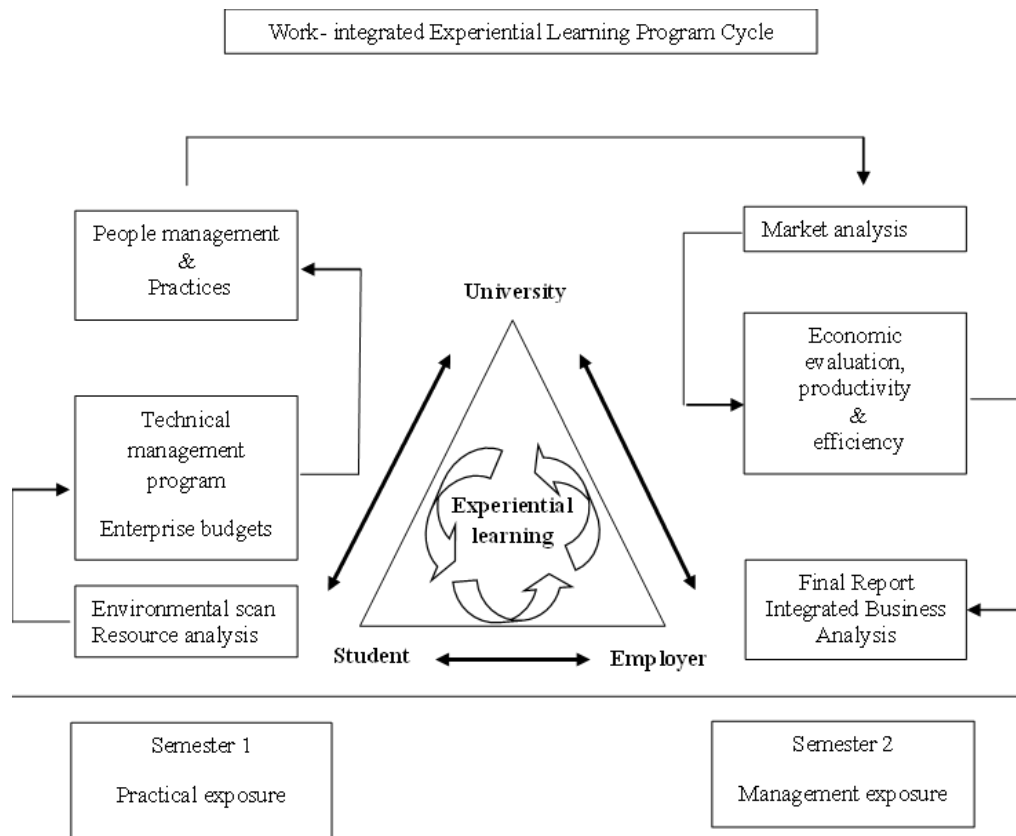 Work- integrated Experiential Learning Program Cycle
People management
&
Practices
Technical
management
program
Enterprise budgets
Environmental scan
Resource analysis
University
Experiential
learning
Student
Employer
Market analysis
Economic
evaluation,
productivity
&
efficiency
Final Report
Integrated Business
Analysis
Semester 1
Practical exposure
Semester 2
Management exposure